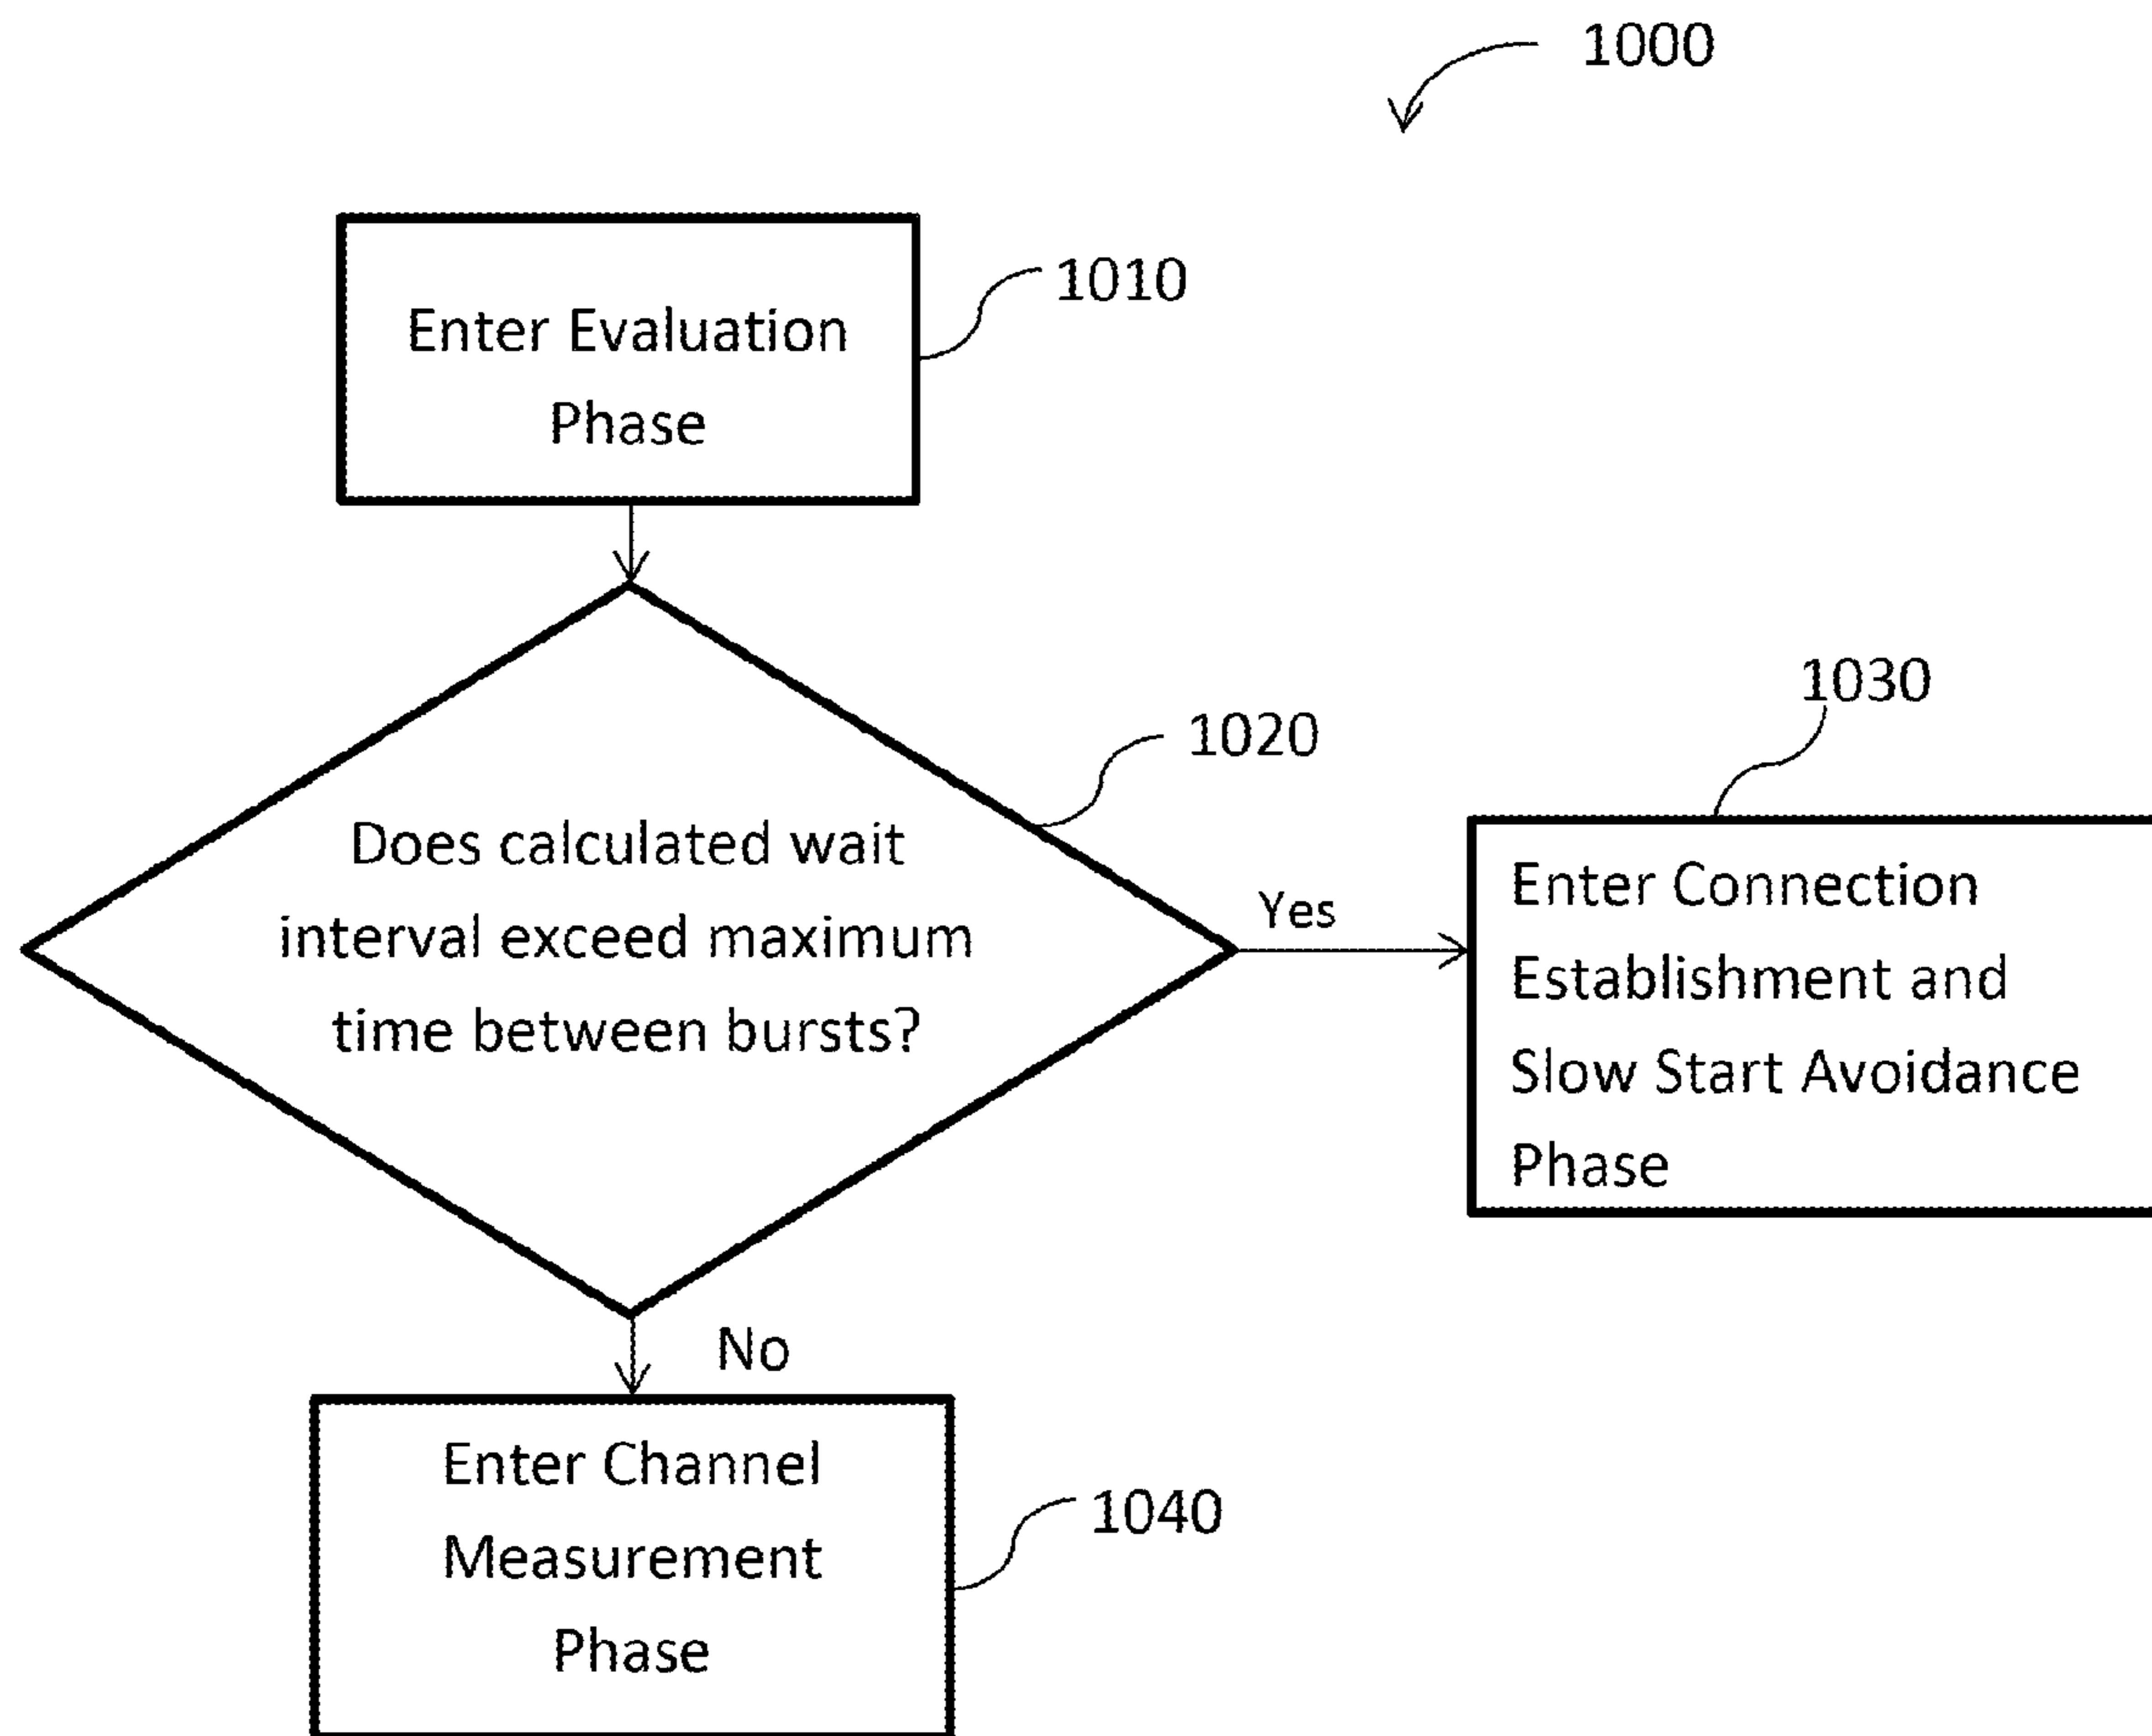 1000
1010
Enter Evaluation
Phase
1020
1030
Does calculated wait
interval exceed maximum
time between bursts?
Yes
Enter Connection
Establishment and
Slow Start Avoidance
Phase
No
Enter Channel
Measurement
Phase
1040